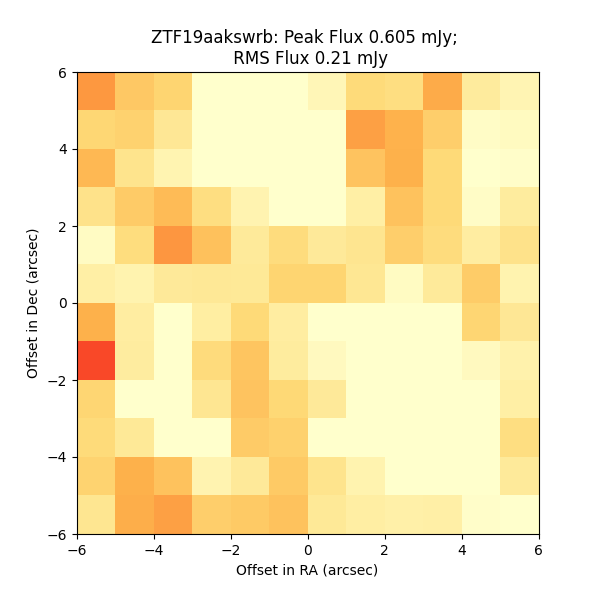 ZTF19aakswrb: Peak Flux 0.605 mJy;
RMS Flux 0.21 mJy
6
4
2
0
−2
−4
−6
Offset in Dec (arcsec)
−6 −4 −2 0 2 4 6
Offset in RA (arcsec)